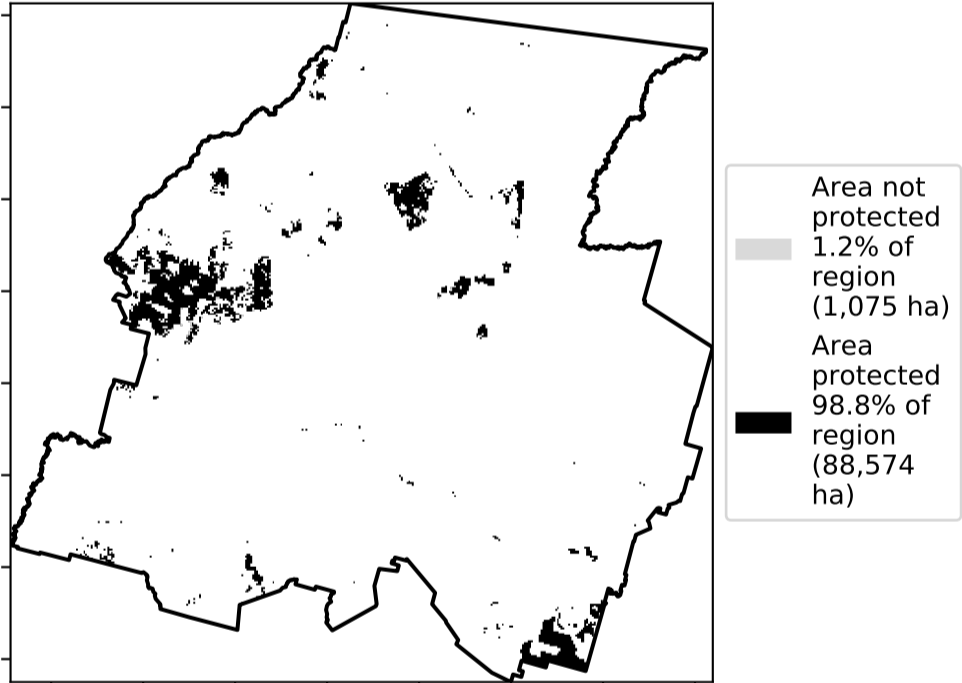 Area not
protected
1.2% of
region
(1,075 ha)
Area
protected
98.8% of
region
(88,574
ha)